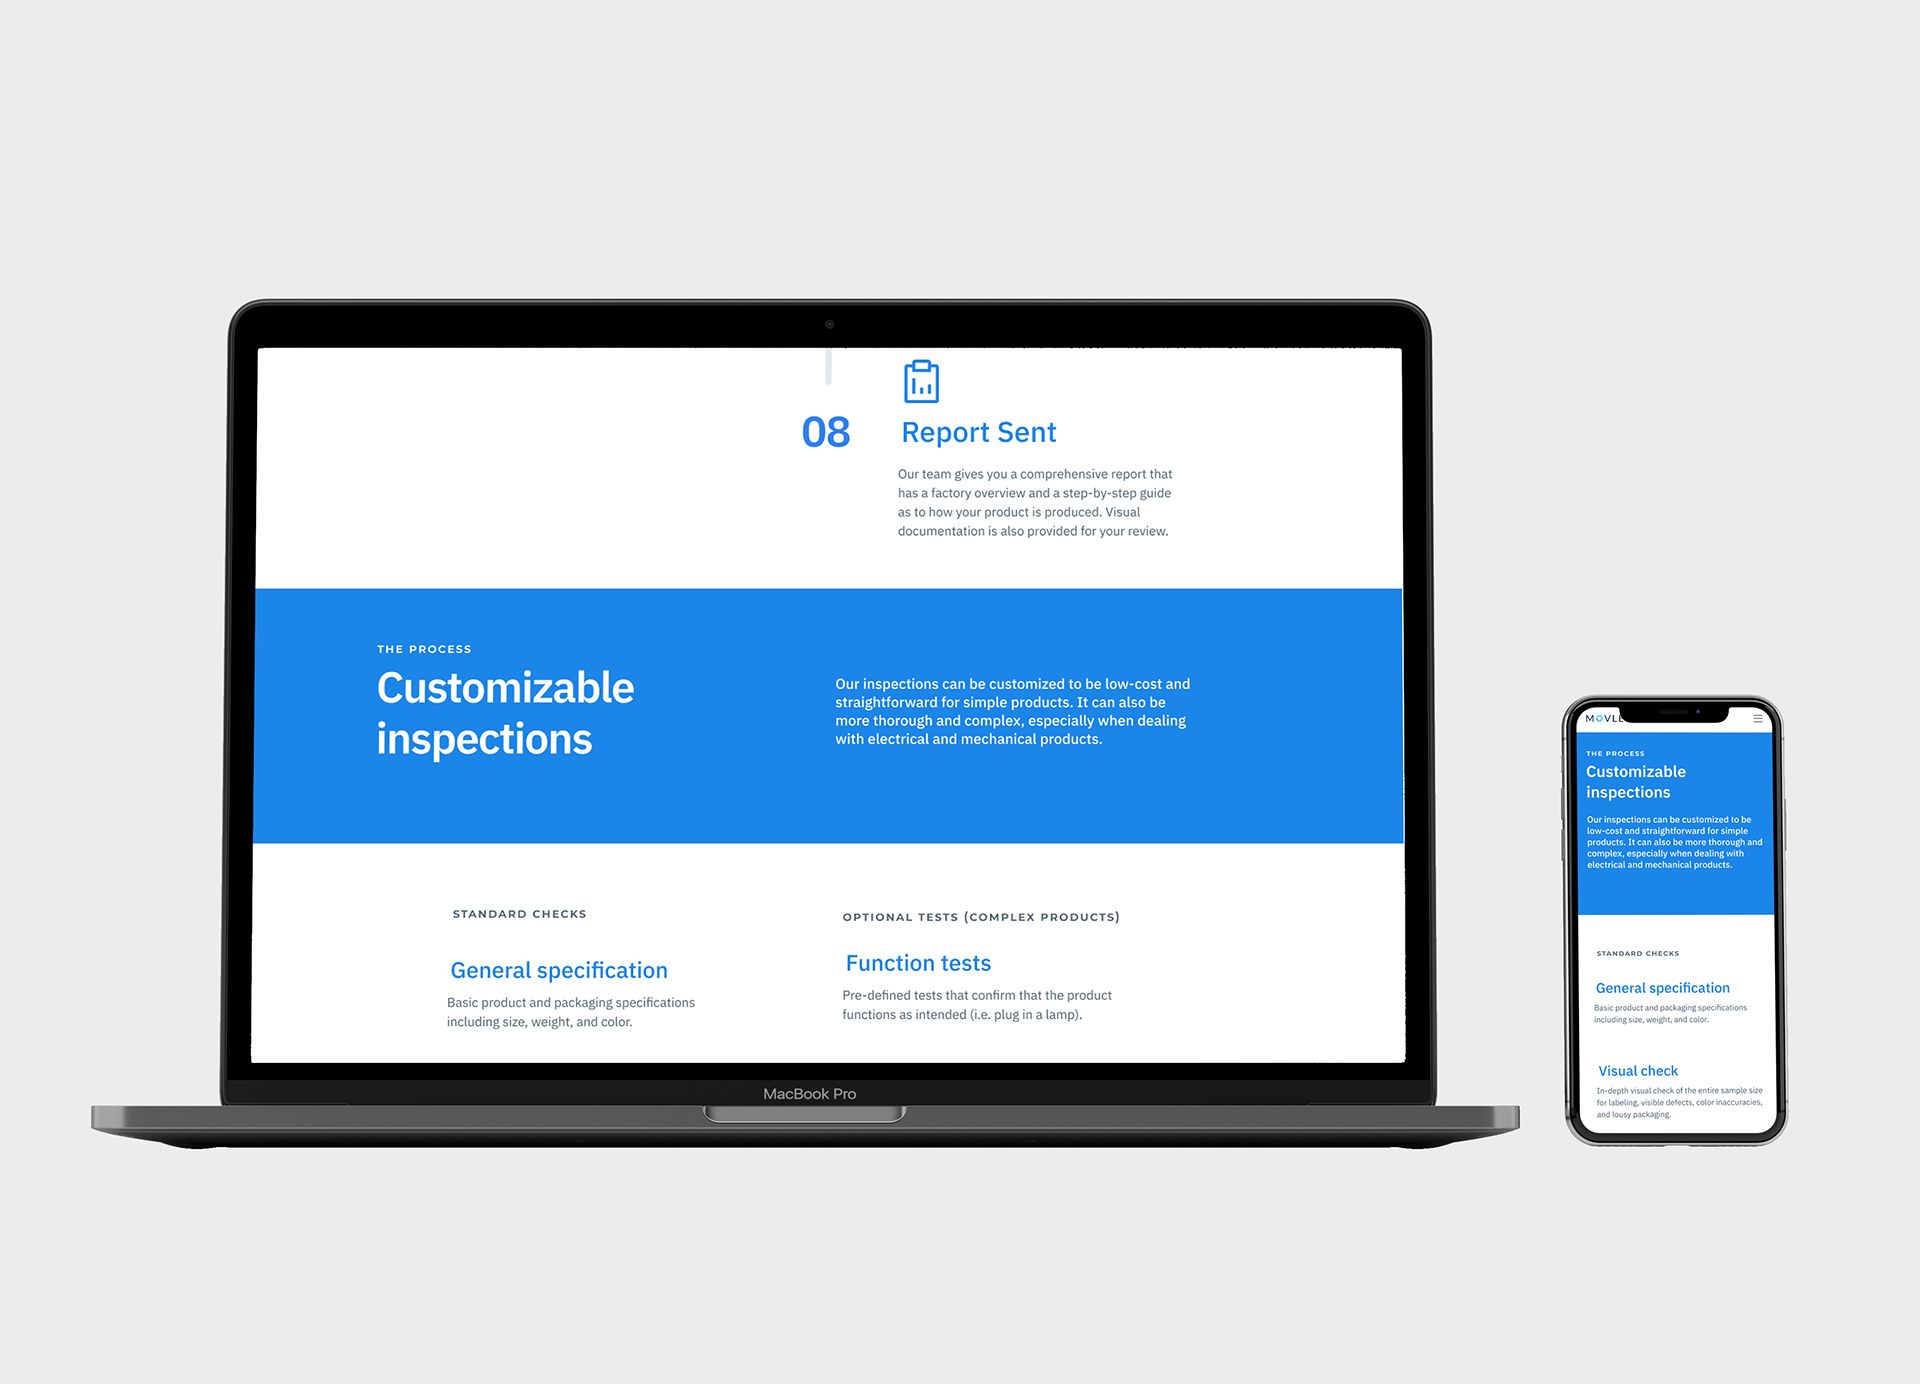 08
Report Sent
Our team gives you a comprehensive report that
has a factory overview and a step-by-step guide
as to how your product is produced. Visual
documentation is also provided for your review.
THE PROCESS
Customizable
inspections
Our inspections can be customized to be low-cost and
straightforward for simple products. It can also be
more thorough and complex, especially when dealing
with electrical and mechanical products.
STANDARD CHECKS
General specification
Basic product and packaging specifications
including size, weight, and color.
OPTIONAL TESTS (COMPLEX PRODUCTS)
Function tests
Pre-defined tests that confirm that the product
functions as intended (i.e. plug in a lamp).
MacBook Pro
THE PROCESS
Customizable
inspections
Our inspections can be customized to be
low-cost and straightforward for simple
products. It can also be more thorough and
complex, especially when dealing with
electrical and mechanical products.
STANDARD CHECKS
General specification
Basic product and packaging specifications
including size, weight, and color.
Visual check
In-depth visual check of the entire sample size
for labeling, visible defects, color inaccuracies,
and lousy packaging.